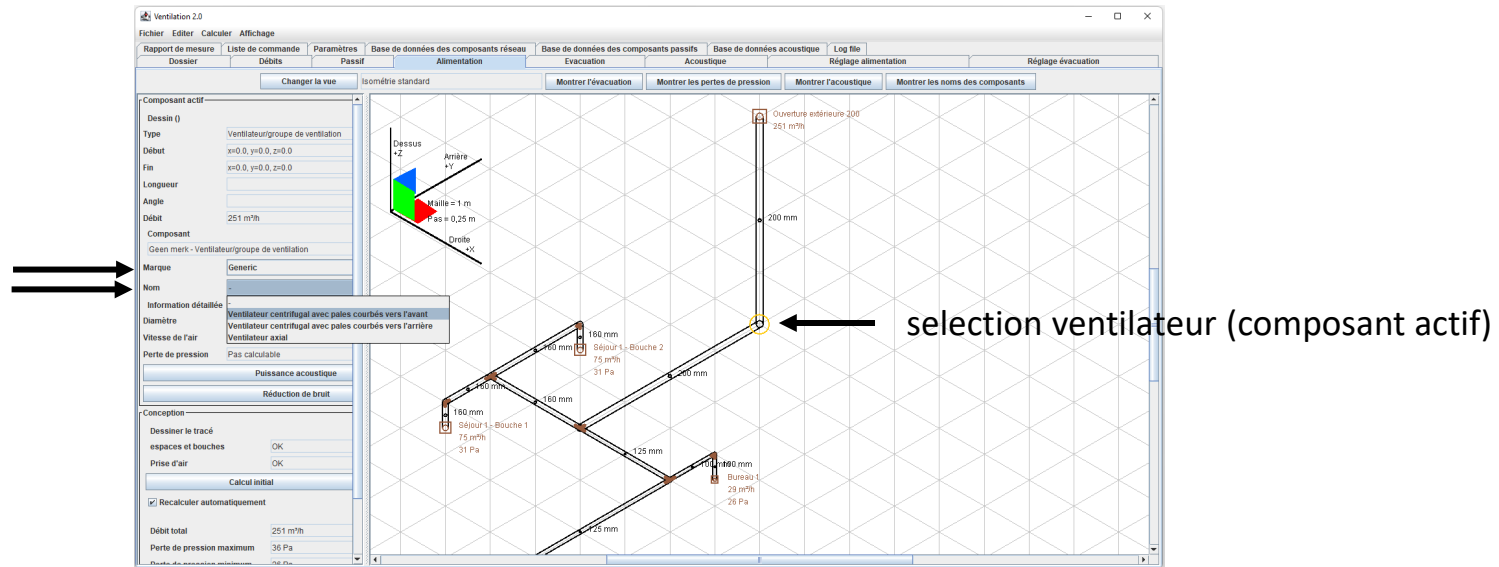 Ventilation 2.0
Fichier Editer Calculer Affichage
Rapport de mesure Liste de commande Paramètres Base de données des composants réseau Base de données des composants passifs Base de données acoustique Log file
Dossier Débits Passif Alimentation Evacuation Acoustique Réglage alimentation Réglage évacuation
Changer la vue Isométrie standard Montrer l'évacuation Montrer les pertes de pression Montrer l'acoustique Montrer les noms des composants
Composant actif
Dessin ()
Type Ventilateur/groupe de ventilation
Début x=0.0, y=0.0, z=0.0
Fin x=0.0, y=0.0, z=0.0
Longueur
Angle
Débit 251 m³/h
Composant
Geen merk - Ventilateur/groupe de ventilation
Marque Generic
Nom -
Information détaillée -
Ventilateur centrifugal avec pales courbés vers l'avant
Diamètre
Ventilateur centrifugal avec pales courbés vers l'arrière
Vitesse de l'air Ventilateur axial
Perte de pression Pas calculable
Puissance acoustique
Réduction de bruit
Conception
Dessiner le tracé
espaces et bouches OK
Prise d'air OK
Calcul initial
Recalculer automatiquement
Débit total 251 m³/h
Perte de pression maximum 36 Pa
Perte de pression minimum 26 Pa
Dessus
+Z
Arrière
+Y
Maille = 1 m
Pas = 0,25 m
Droite
+X
Ouverture extérieure 200
251 m³/h
200 mm
selection ventilateur (composant actif)
160 mm
160 mm
Séjour 1 - Bouche 2
75 m³/h
31 Pa
200 mm
160 mm
160 mm
160 mm
Séjour 1 - Bouche 1
75 m³/h
31 Pa
125 mm
100 mm
100 mm
Bureau 1
29 m³/h
26 Pa
125 mm